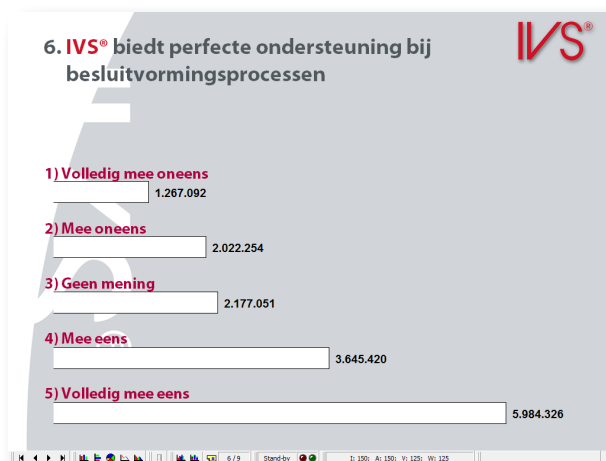 IVS®
6. IVS® biedt perfecte ondersteuning bij
besluitvormingsprocessen
1) Volledig mee oneens
1.267.092
2) Mee oneens
2.022.254
3) Geen mening
2.177.051
4) Mee eens
3.645.420
5) Volledig mee eens
5.984.326
6 / 9 Stand-by I: 150; A: 150; V: 125; W: 125